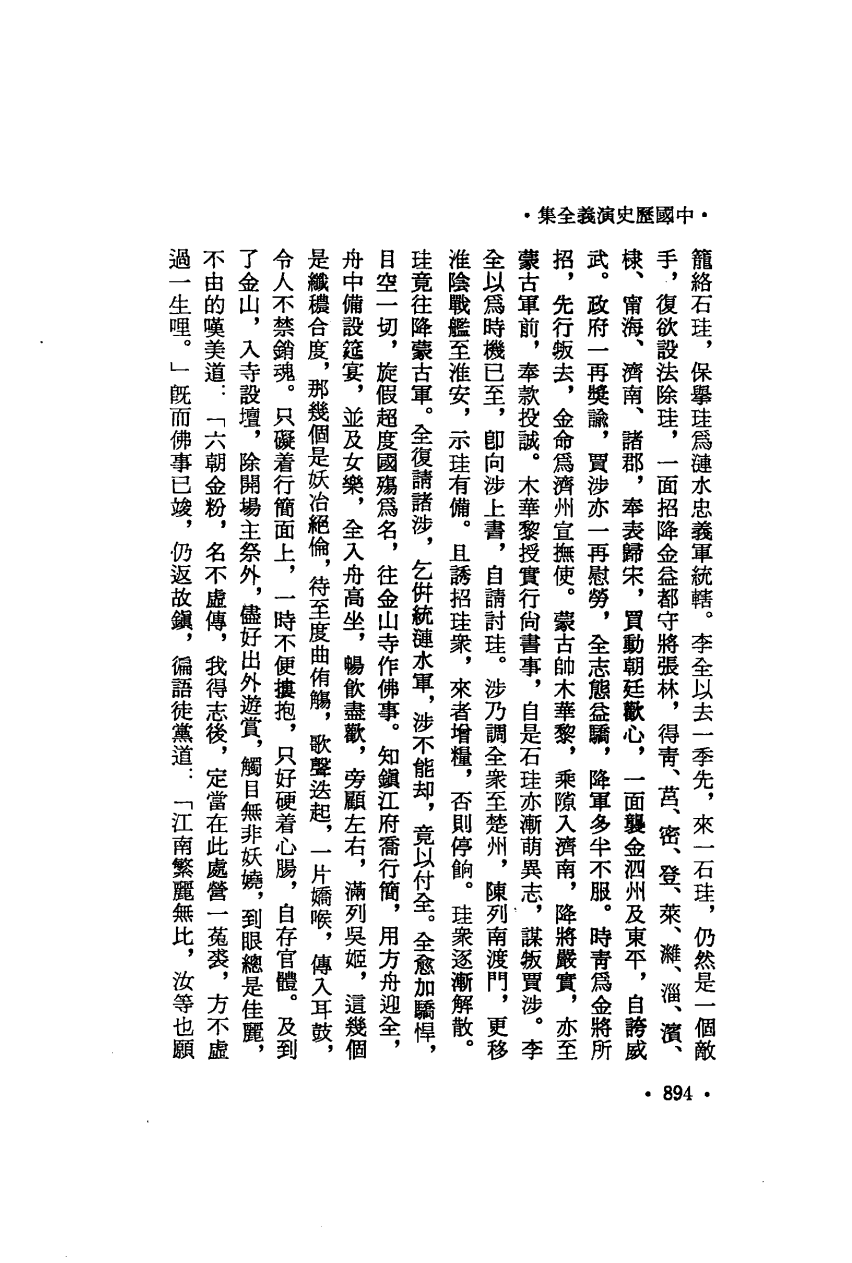 ·中國歷史演義全集·
籠絡石珪，保舉珪爲漣水忠義軍統轄。李全以去一季先，來一石珪，仍然是一個敵
手，復欲設法除珪，一面招降金益都守將張林，得青、莒、密、登、萊、濰、淄、濱、
棣、甯海、濟南、諸郡，奉表歸宋，買動朝廷歡心，一面襲金泗州及東平，自誇威
武。政府一再獎諭，賈涉亦一再慰勞，全志態益驕，降軍多半不服。時青爲金將所
招，先行叛去，金命爲濟州宣撫使。蒙古帥木華黎，乘隙入濟南，降將嚴實，亦至
蒙古軍前，奉款投誠。木華黎授實行尚書事，自是石珪亦漸萌異志，謀叛賈涉。李
全以爲時機已至，卽向涉上書，自請討珪。涉乃調全衆至楚州，陳列南渡門，更移
淮陰戰艦至淮安，示珪有備。且誘招珪衆，來者增糧，否則停餉。珪衆逐漸解散。
珪竟往降蒙古軍。全復請諸涉，乞併統漣水軍，涉不能却，竟以付全。全愈加驕悍，
目空一切，旋假超度國殤爲名，往金山寺作佛事。知鎭江府喬行簡，用方舟迎全，
舟中備設筵宴，並及女樂，全入舟高坐，暢飲盡歡，旁顧左右，滿列吳姬，這幾個
是纖穠合度，那幾個是妖冶絕倫，待至度曲侑觴，歌聲迭起，一片嬌喉，傳入耳鼓，
令人不禁銷魂。只礙着行簡面上，一時不便摟抱，只好硬着心腸，自存官體。及到
了金山，入寺設壇，除開場主祭外，儘好出外遊賞，觸目無非妖嬈，到眼總是佳麗，
不由的嘆美道：「六朝金粉，名不虛傳，我得志後，定當在此處營一菟裘，方不虛
過一生哩。」既而佛事已竣，仍返故鎭，徧語徒黨道：「江南繁麗無比，汝等也願
·894·